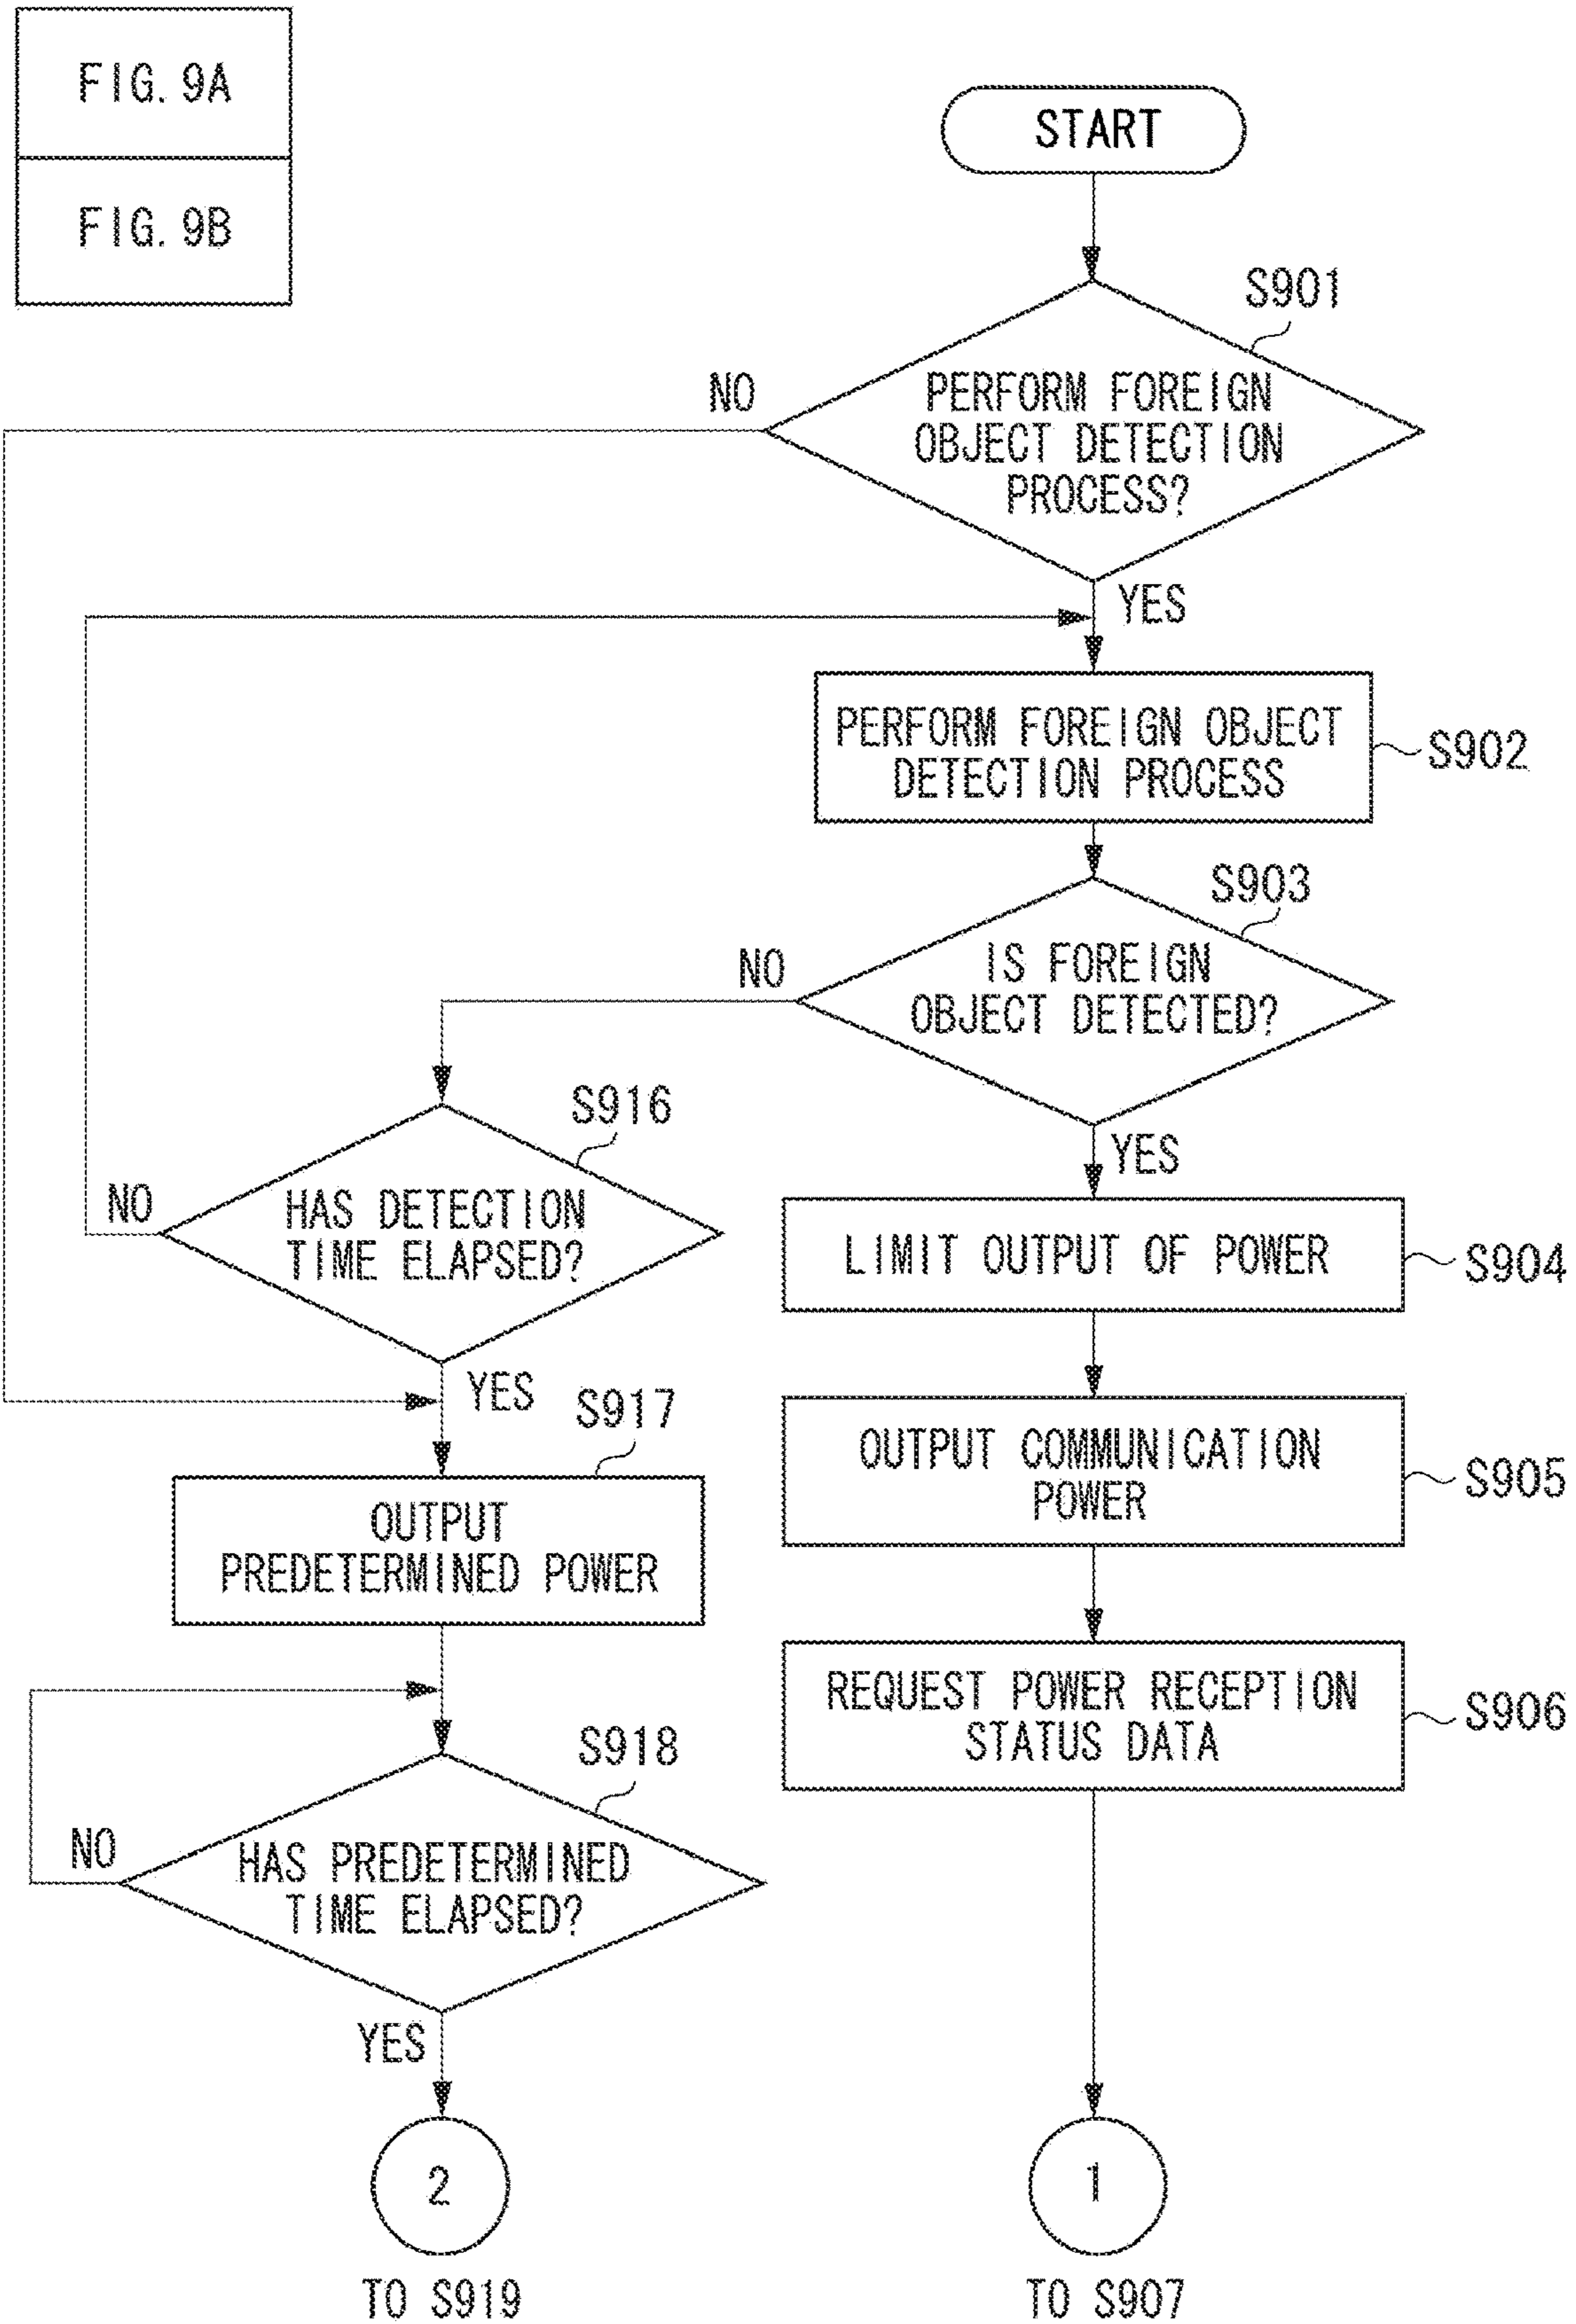 FIG. 9A
FIG. 9B
START
S901
NO
PERFORM FOREIGN
OBJECT DETECTION
PROCESS?
YES
PERFORM FOREIGN OBJECT
DETECTION PROCESS
S902
S903
NO
IS FOREIGN
OBJECT DETECTED?
YES
S916
NO
HAS DETECTION
TIME ELAPSED?
YES
LIMIT OUTPUT OF POWER
S904
OUTPUT COMMUNICATION
POWER
S905
S917
OUTPUT
PREDETERMINED POWER
REQUEST POWER RECEPTION
STATUS DATA
S906
S918
NO
HAS PREDETERMINED
TIME ELAPSED?
YES
2
TO S919
1
TO S907